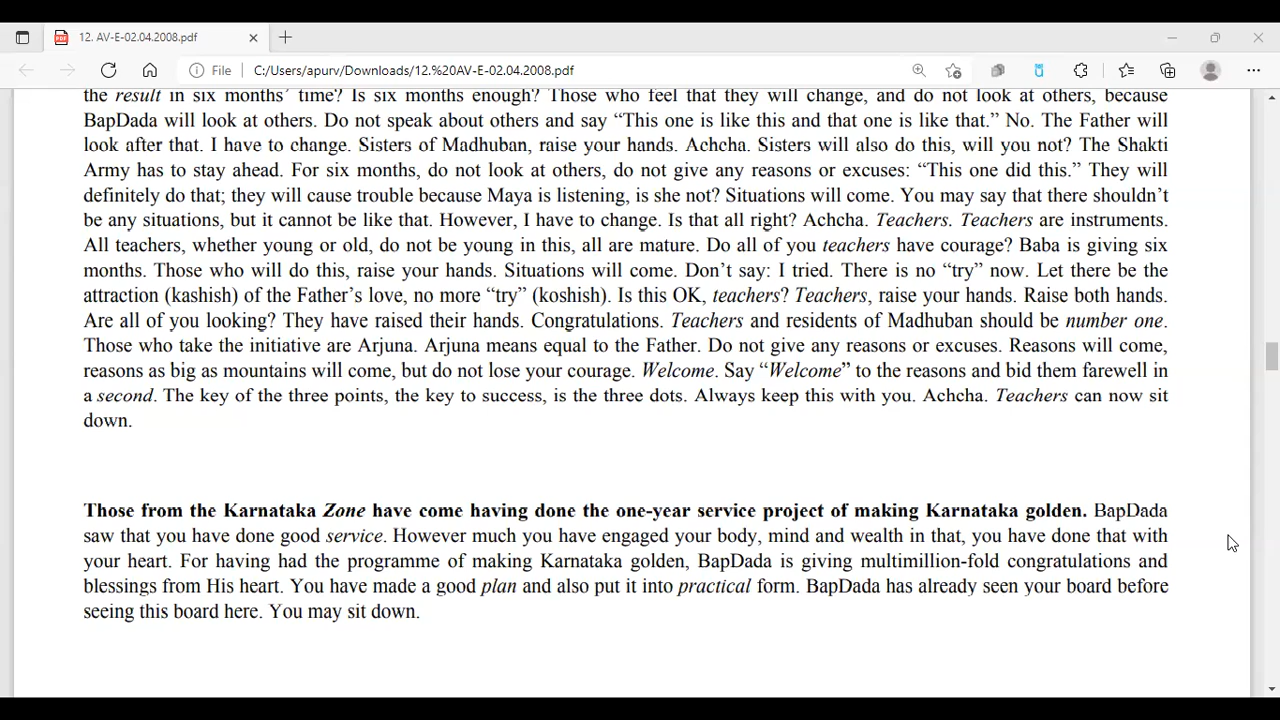 12. AV-E-02.04.2008.pdf
File C:/Users/apurv/Downloads/12.%20AV-E-02.04.2008.pdf
the result in six months’ time? Is six months enough? Those who feel that they will change, and do not look at others, because
BapDada will look at others. Do not speak about others and say “This one is like this and that one is like that.” No. The Father will
look after that. I have to change. Sisters of Madhuban, raise your hands. Achcha. Sisters will also do this, will you not? The Shakti
Army has to stay ahead. For six months, do not look at others, do not give any reasons or excuses: “This one did this.” They will
definitely do that; they will cause trouble because Maya is listening, is she not? Situations will come. You may say that there shouldn’t
be any situations, but it cannot be like that. However, I have to change. Is that all right? Achcha. Teachers. Teachers are instruments.
All teachers, whether young or old, do not be young in this, all are mature. Do all of you teachers have courage? Baba is giving six
months. Those who will do this, raise your hands. Situations will come. Don’t say: I tried. There is no “try” now. Let there be the
attraction (kashish) of the Father’s love, no more “try” (koshish). Is this OK, teachers? Teachers, raise your hands. Raise both hands.
Are all of you looking? They have raised their hands. Congratulations. Teachers and residents of Madhuban should be number one.
Those who take the initiative are Arjuna. Arjuna means equal to the Father. Do not give any reasons or excuses. Reasons will come,
reasons as big as mountains will come, but do not lose your courage. Welcome. Say “Welcome” to the reasons and bid them farewell in
a second. The key of the three points, the key to success, is the three dots. Always keep this with you. Achcha. Teachers can now sit
down.
Those from the Karnataka Zone have come having done the one-year service project of making Karnataka golden. BapDada
saw that you have done good service. However much you have engaged your body, mind and wealth in that, you have done that with
your heart. For having had the programme of making Karnataka golden, BapDada is giving multimillion-fold congratulations and
blessings from His heart. You have made a good plan and also put it into practical form. BapDada has already seen your board before
seeing this board here. You may sit down.